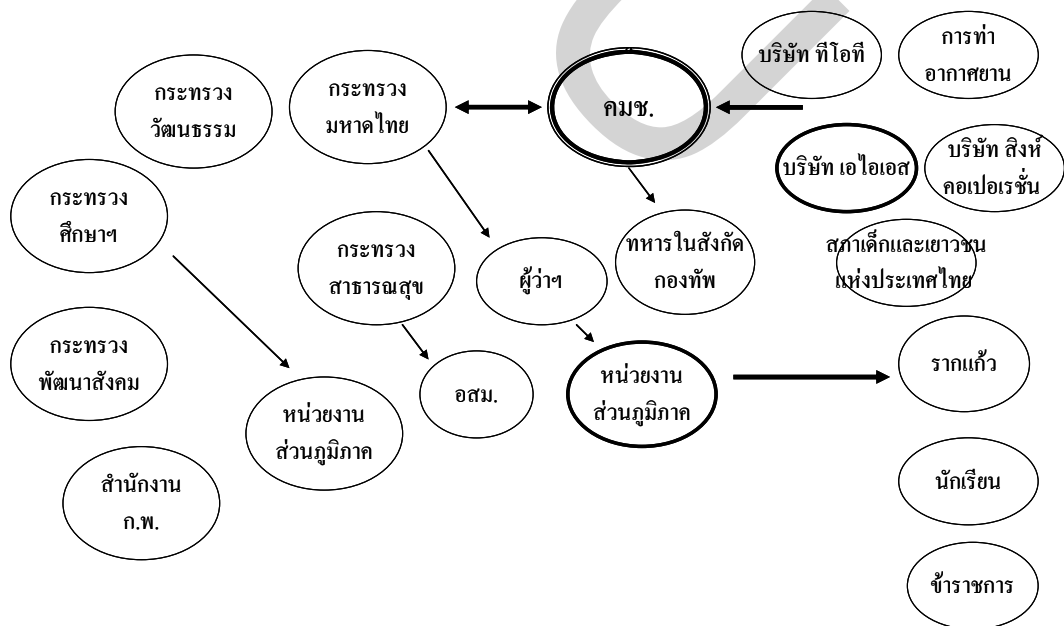 บริษัท ทีโอที
การท่า
อากาศยาน
กระทรวง
วัฒนธรรม
กระทรวง
มหาดไทย
คมช.
บริษัท เอไอเอส
บริษัท สิงห์
คอเปอเรชั่น
กระทรวง
ศึกษาฯ
กระทรวง
สาธารณสุข
ผู้ว่าฯ
ทหารในสังกัด
กองทัพ
สภาเด็กและเยาวชน
แห่งประเทศไทย
กระทรวง
พัฒนาสังคม
หน่วยงาน
ส่วนภูมิภาค
อสม.
หน่วยงาน
ส่วนภูมิภาค
รากแก้ว
สำนักงาน
ก.พ.
นักเรียน
ข้าราชการ